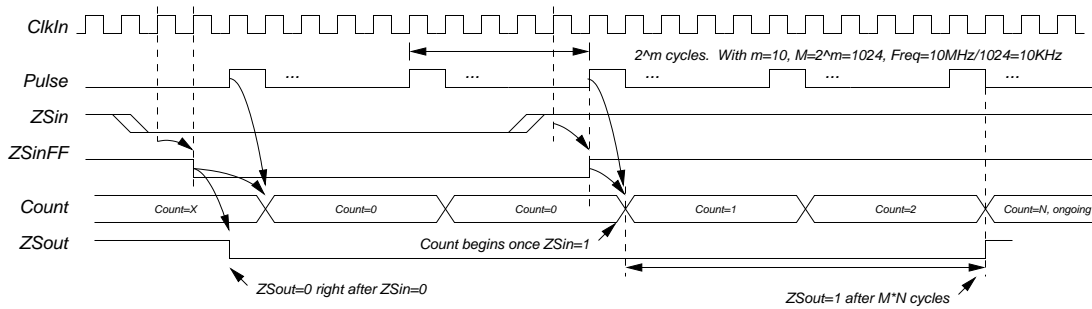 ClkIn
2^m cycles. With m=10, M=2^m=1024, Freq=10MHz/1024=10KHz
Pulse ... ... ... ... ...
ZSin
ZSinFF
Count Count=X Count=0 Count=0 Count=1 Count=2 Count=N, ongoing
ZSout Count begins once ZSin=1
ZSout=0 right after ZSin=0
ZSout=1 after M*N cycles